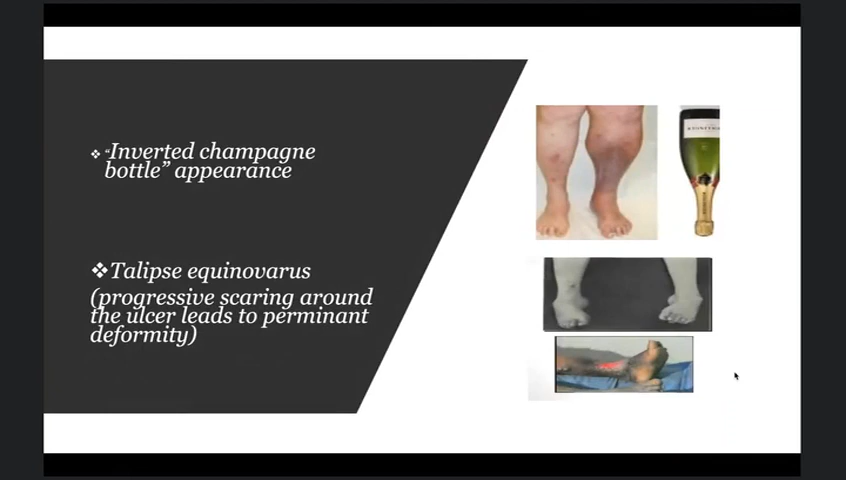 ❖ “Inverted champagne
bottle” appearance
❖Talipse equinovarus
(progressive scaring around
the ulcer leads to perminant
deformity)